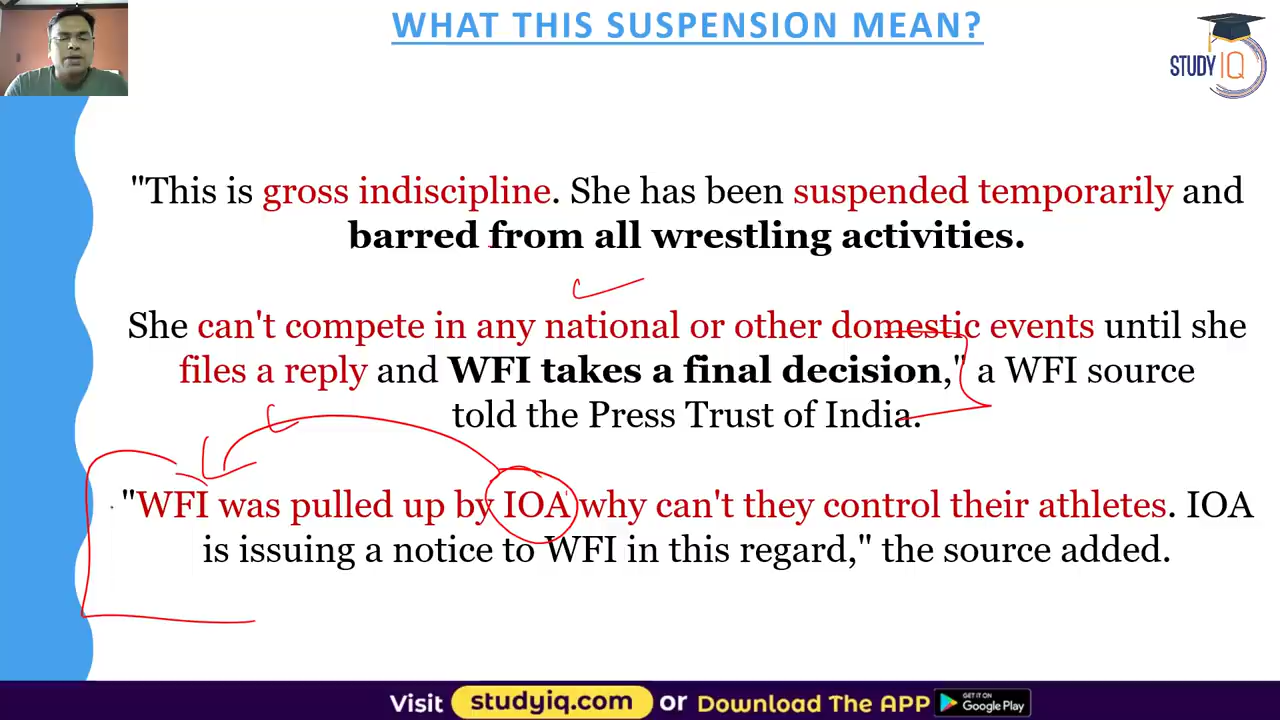 WHAT THIS SUSPENSION MEAN?
STUDY IQ
"This is gross indiscipline. She has been suspended temporarily and
barred from all wrestling activities.
She can't compete in any national or other domestic events until she
files a reply and WFI takes a final decision," a WFI source
told the Press Trust of India.
"WFI was pulled up by IOA why can't they control their athletes. IOA
is issuing a notice to WFI in this regard," the source added.
Visit studyiq.com or Download The APP GET IT ON Google Play